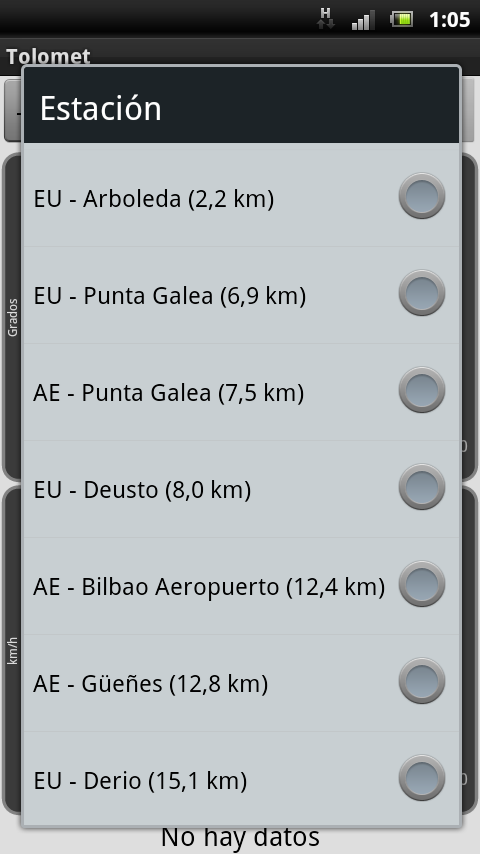 H
1:05
Tolomet
Estación
EU - Arboleda (2,2 km)
EU - Punta Galea (6,9 km)
Grados
AE - Punta Galea (7,5 km)
EU - Deusto (8,0 km)
AE - Bilbao Aeropuerto (12,4 km)
km/h
AE - Güeñes (12,8 km)
EU - Derio (15,1 km)
No hay datos